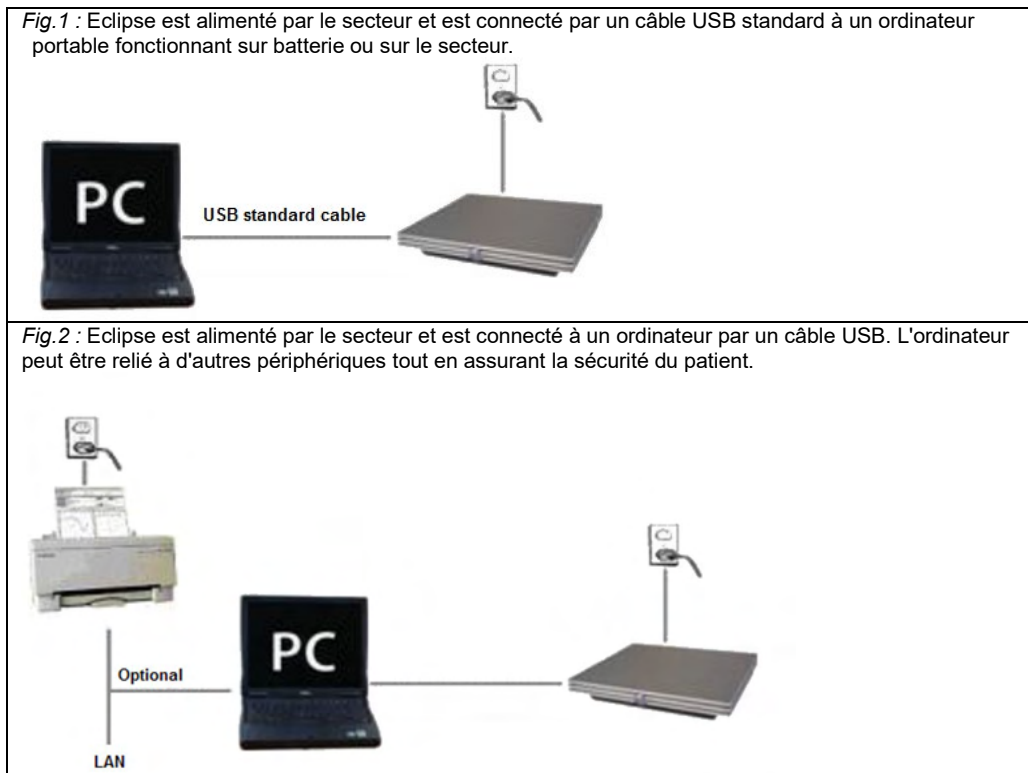 Fig.1 : Eclipse est alimenté par le secteur et est connecté par un câble USB standard à un ordinateur
portable fonctionnant sur batterie ou sur le secteur.
PC
USB standard cable
Fig.2 : Eclipse est alimenté par le secteur et est connecté à un ordinateur par un câble USB. L'ordinateur
peut être relié à d'autres périphériques tout en assurant la sécurité du patient.
PC
Optional
LAN